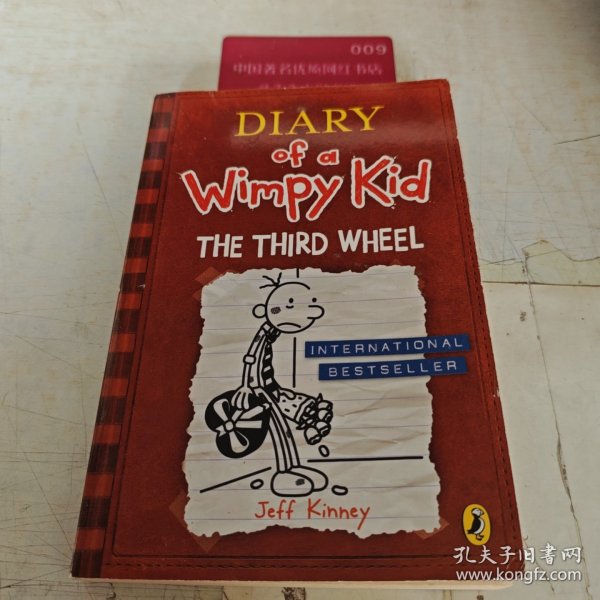 009
中国著名优质网红书店
DIARY
of a
Wimpy Kid
THE THIRD WHEEL
INTERNATIONAL
BESTSELLER
Jeff Kinney
孔夫子旧书网
www.kongfz.com